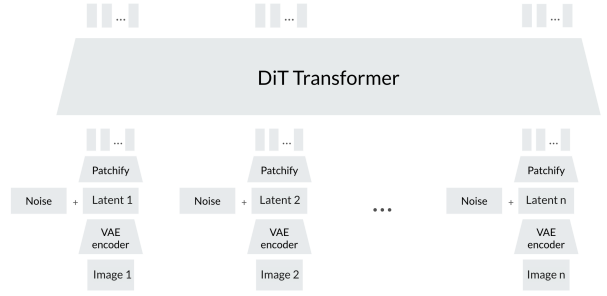 ... ... ...
DiT Transformer
... ... ...
Patchify Patchify Patchify
Noise + Latent 1 Noise + Latent 2 ... Noise + Latent n
VAE encoder VAE encoder VAE encoder
Image 1 Image 2 Image n